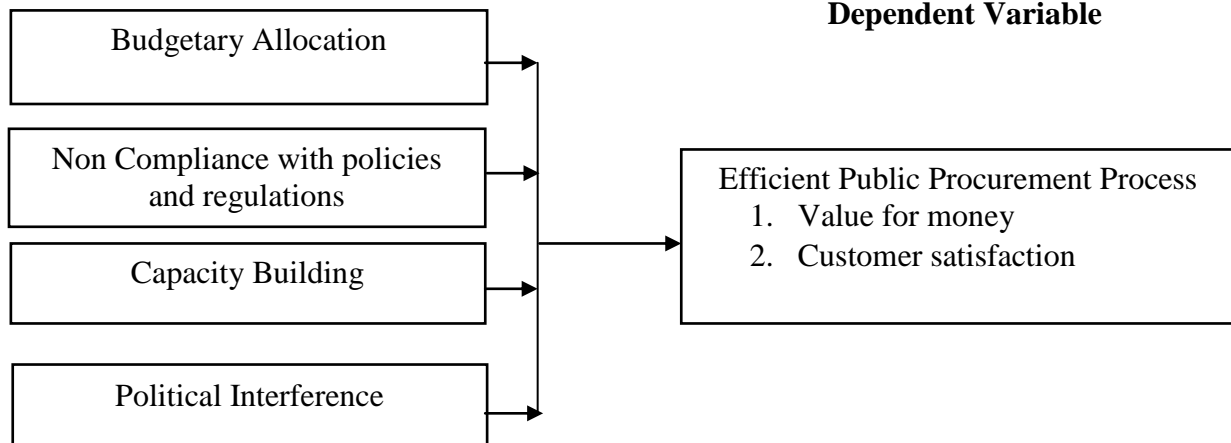 Dependent Variable
Budgetary Allocation
Non Compliance with policies
and regulations
Capacity Building
Political Interference
Efficient Public Procurement Process
1. Value for money
2. Customer satisfaction